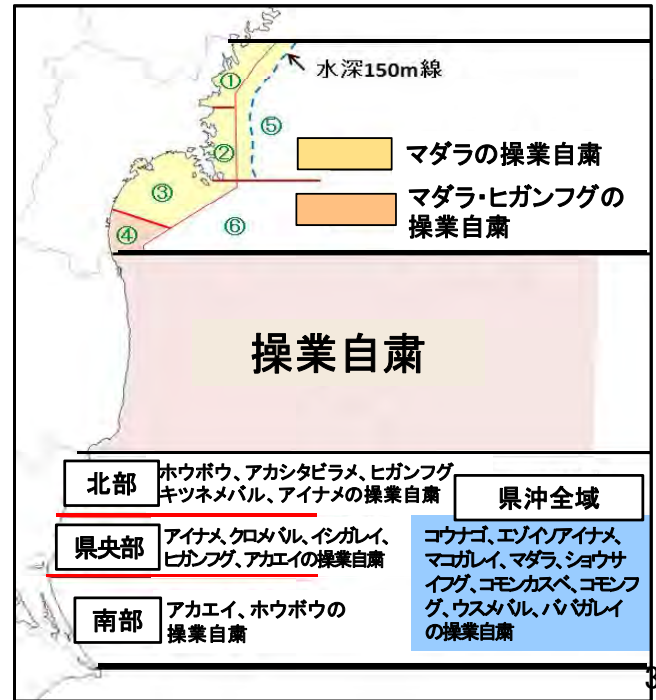 水深150m線
①
②
⑤
マダラの操業自粛
③
マダラ・ヒガンフグの
操業自粛
④
⑥
操業自粛
北部
ホウボウ、アカシタビラメ、ヒガンフグ
キツネメバル、アイナメの操業自粛
県央部
アイナメ、クロメバル、イシガレイ、
ヒガンフグ、アカエイの操業自粛
南部
アカエイ、ホウボウの
操業自粛
県沖全域
コウナゴ、エゾイソアイナメ、
マコガレイ、マダラ、ショウサ
イフグ、コモンカスベ、コモンフ
グ、ウスメバル、ババガレイ
の操業自粛
3